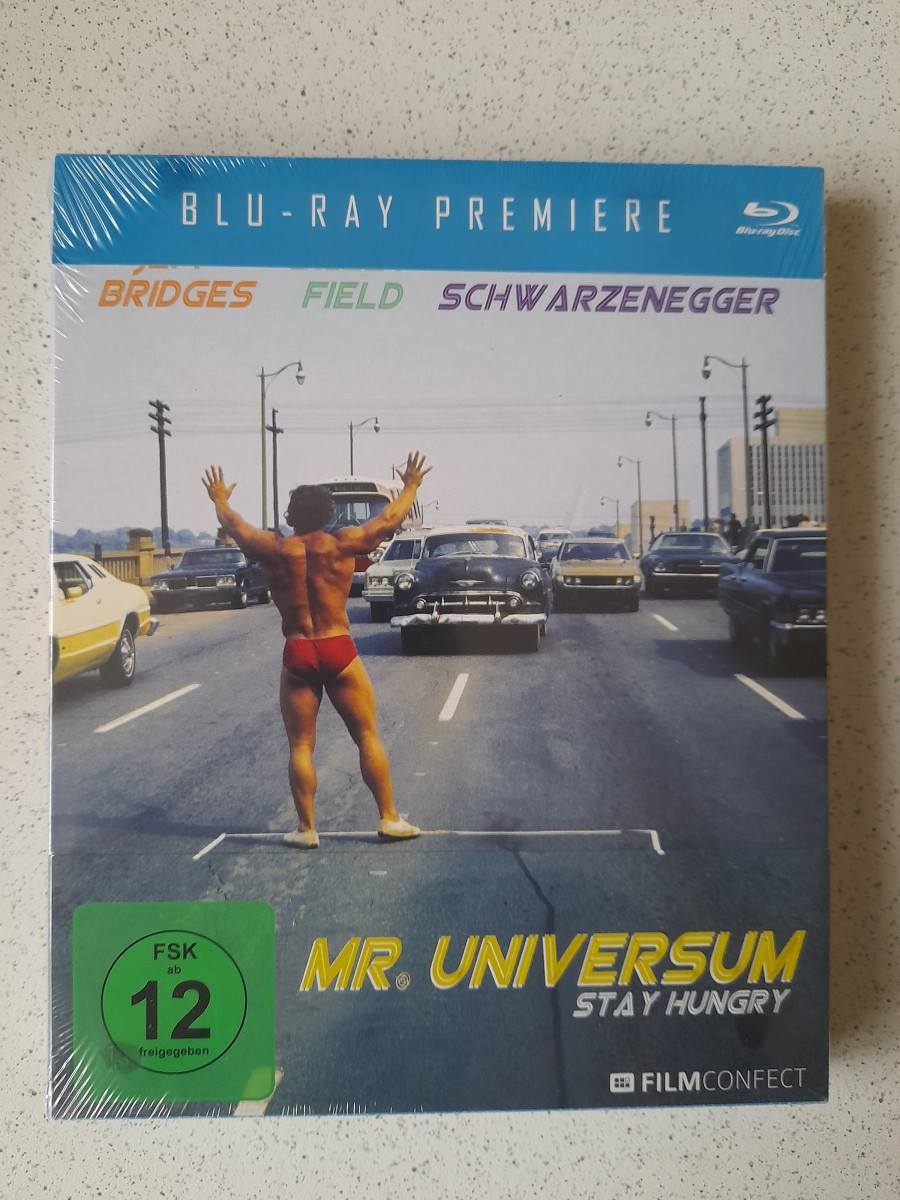 BLU-RAY PREMIERE
Blu-ray Disc
BRIDGES FIELD SCHWARZENEGGER
FSK
ab
12
freigegeben
MR. UNIVERSUM
STAY HUNGRY
FILMCONFECT